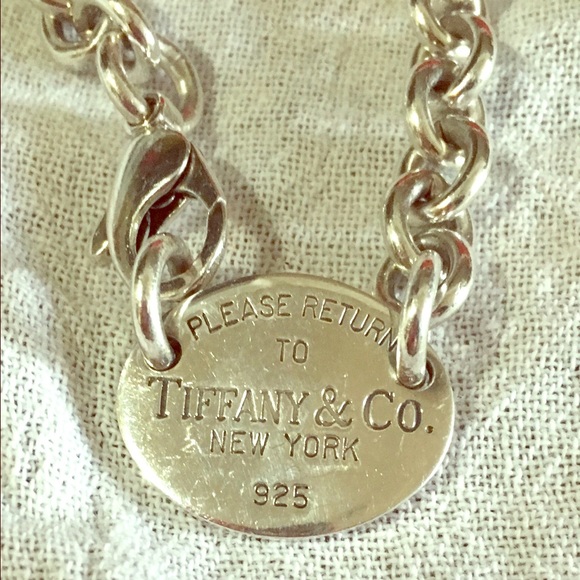 PLEASE RETURN
TO
TIFFANY & CO.
NEW YORK
925